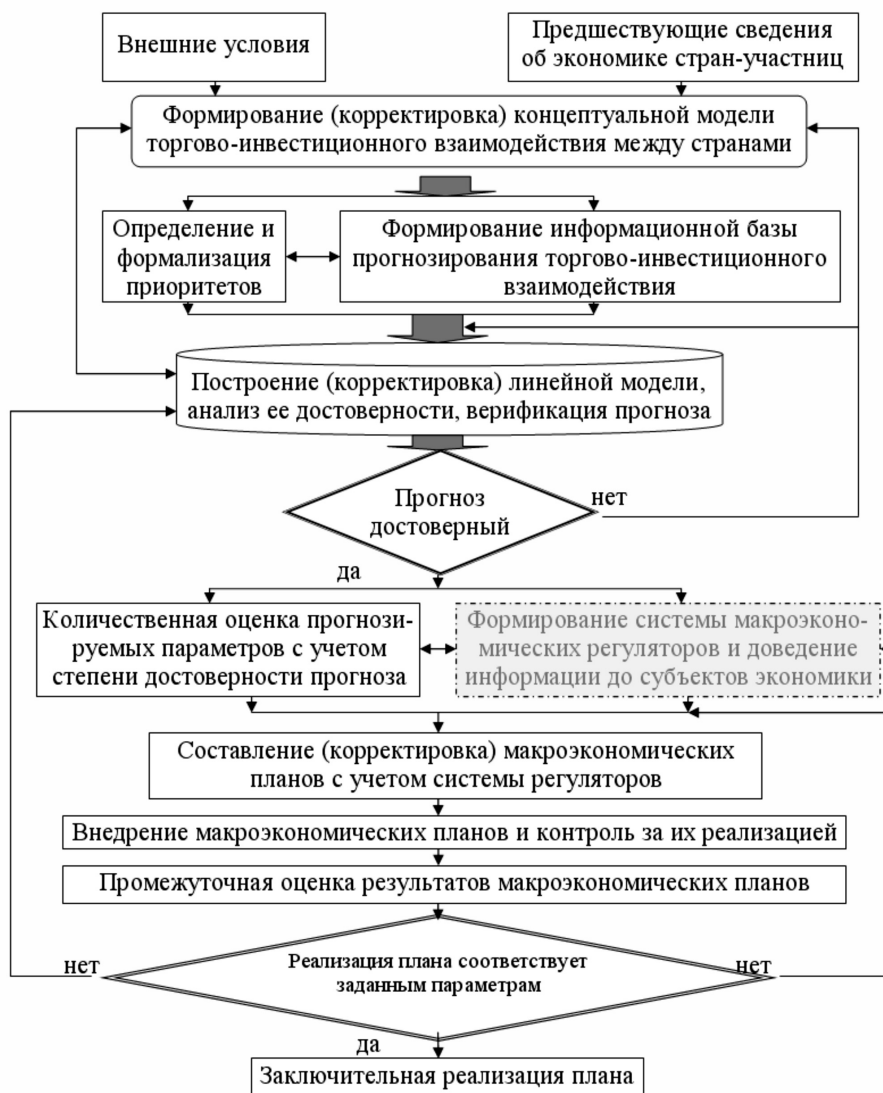 Внешние условия
Предшествующие сведения
об экономике стран-участниц
Формирование (корректировка) концептуальной модели
торгово-инвестиционного взаимодействия между странами
Определение и
формализация
приоритетов
Формирование информационной базы
прогнозирования торгово-инвестиционного
взаимодействия
Построение (корректировка) линейной модели,
анализ ее достоверности, верификация прогноза
Прогноз
достоверный
нет
да
Количественная оценка прогнози-
руемых параметров с учетом
степени достоверности прогноза
Формирование системы макроэконо-
мических регуляторов и доведение
информации до субъектов экономики
Составление (корректировка) макроэкономических
планов с учетом системы регуляторов
Внедрение макроэкономических планов и контроль за их реализацией
Промежуточная оценка результатов макроэкономических планов
нет
Реализация плана соответствует
заданным параметрам
нет
да
Заключительная реализация плана